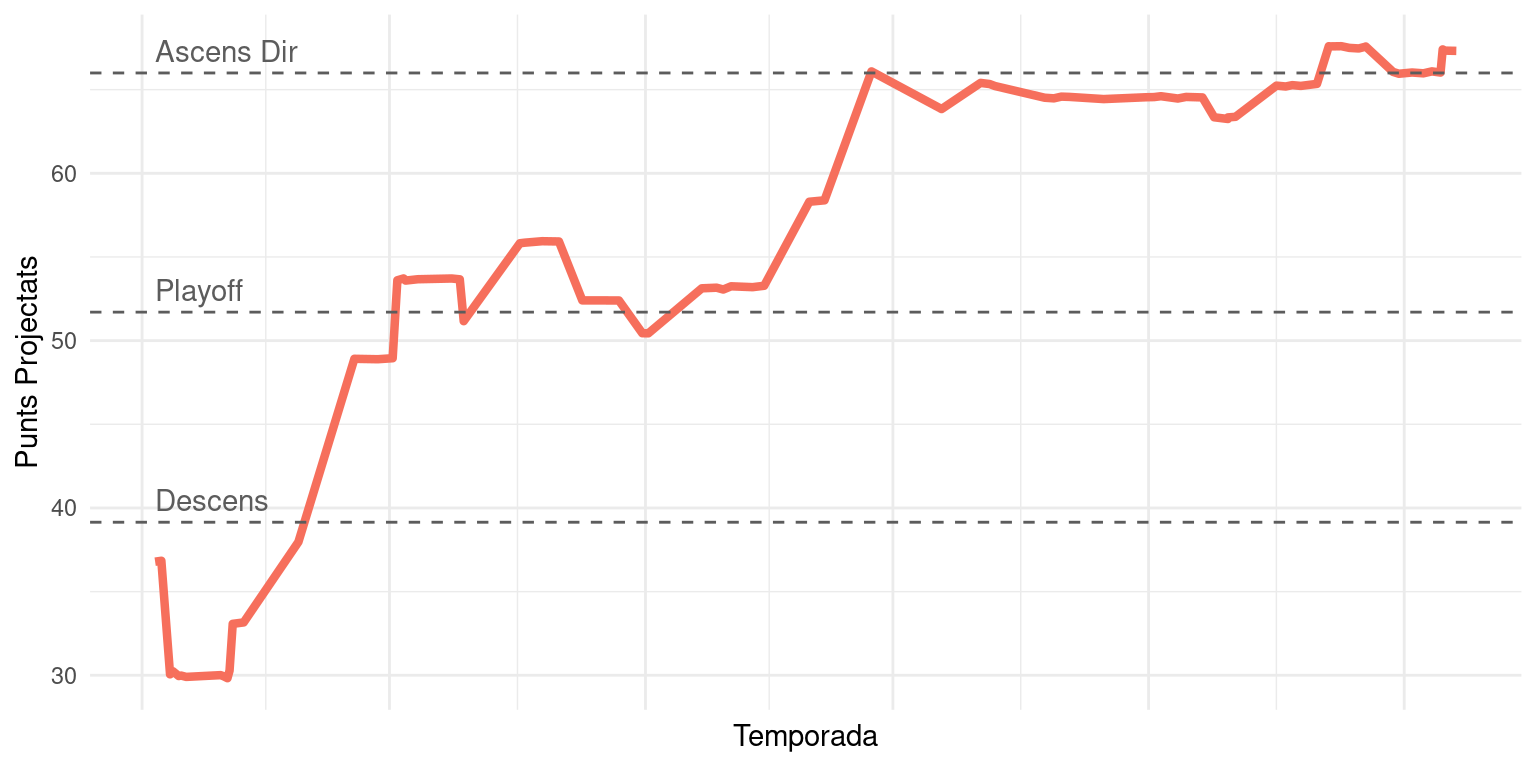 Ascens Dir
60
Playoff
50
Descens
40
30
Punts Projectats
Temporada